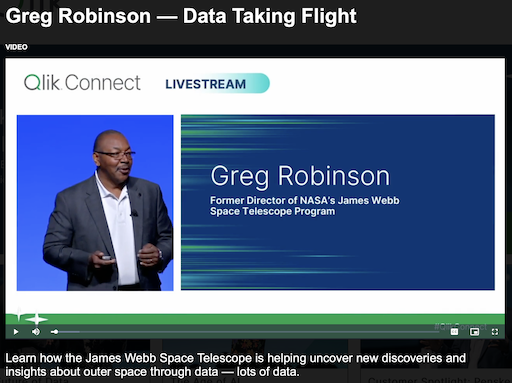 Greg Robinson — Data Taking Flight
VIDEO
Qlik Connect LIVESTREAM
Greg Robinson
Former Director of NASA's James Webb
Space Telescope Program
Learn how the James Webb Space Telescope is helping uncover new discoveries and
insights about outer space through data — lots of data.